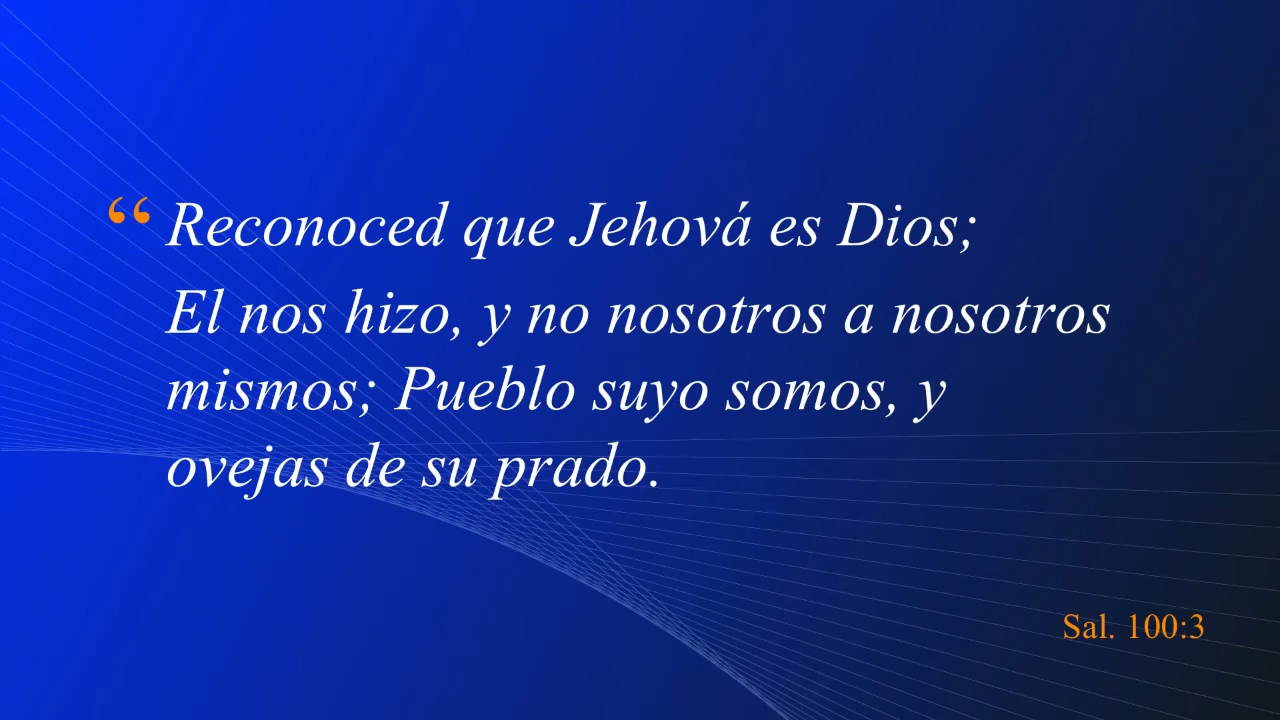 “ Reconoced que Jehová es Dios;
El nos hizo, y no nosotros a nosotros
mismos; Pueblo suyo somos, y
ovejas de su prado.
Sal. 100:3